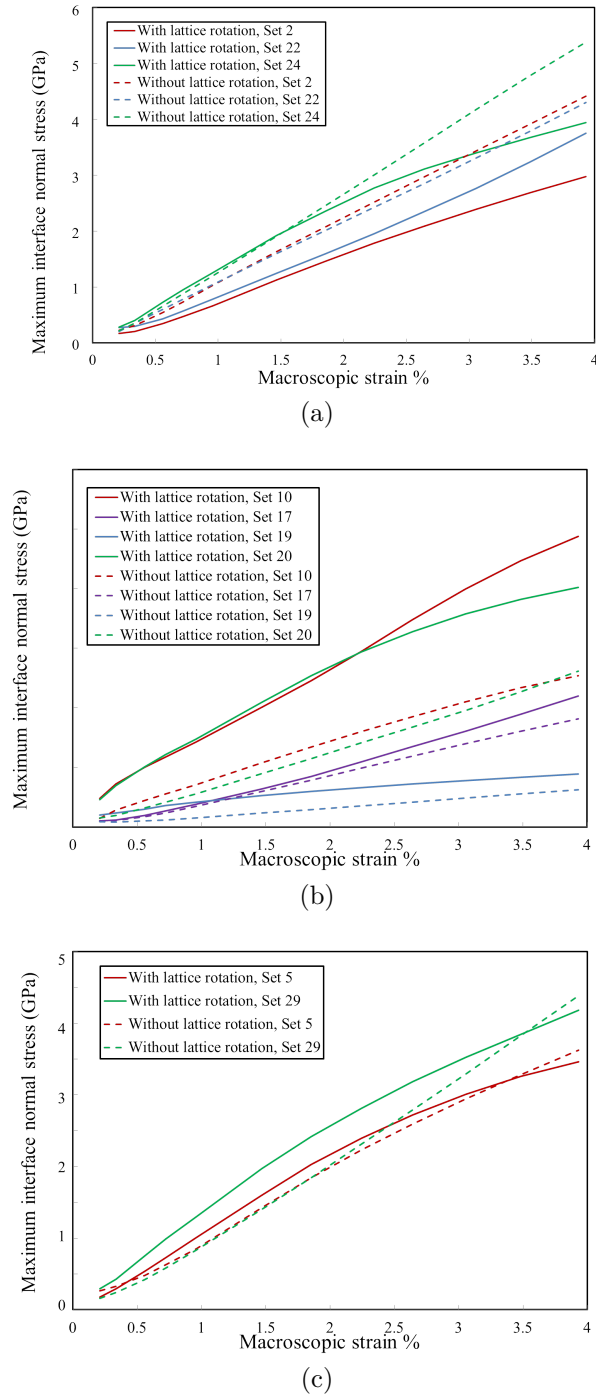 6
5
4
3
2
1
0
Maximum interface normal stress (GPa)
With lattice rotation, Set 2
With lattice rotation, Set 22
With lattice rotation, Set 24
Without lattice rotation, Set 2
Without lattice rotation, Set 22
Without lattice rotation, Set 24
0 0.5 1 1.5 2 2.5 3 3.5 4
Macroscopic strain %
(a)
Maximum interface normal stress (GPa)
With lattice rotation, Set 10
With lattice rotation, Set 17
With lattice rotation, Set 19
With lattice rotation, Set 20
Without lattice rotation, Set 10
Without lattice rotation, Set 17
Without lattice rotation, Set 19
Without lattice rotation, Set 20
0 0.5 1 1.5 2 2.5 3 3.5 4
Macroscopic strain %
(b)
5
4
3
2
1
0
Maximum interface normal stress (GPa)
With lattice rotation, Set 5
With lattice rotation, Set 29
Without lattice rotation, Set 5
Without lattice rotation, Set 29
0 0.5 1 1.5 2 2.5 3 3.5 4
Macroscopic strain %
(c)